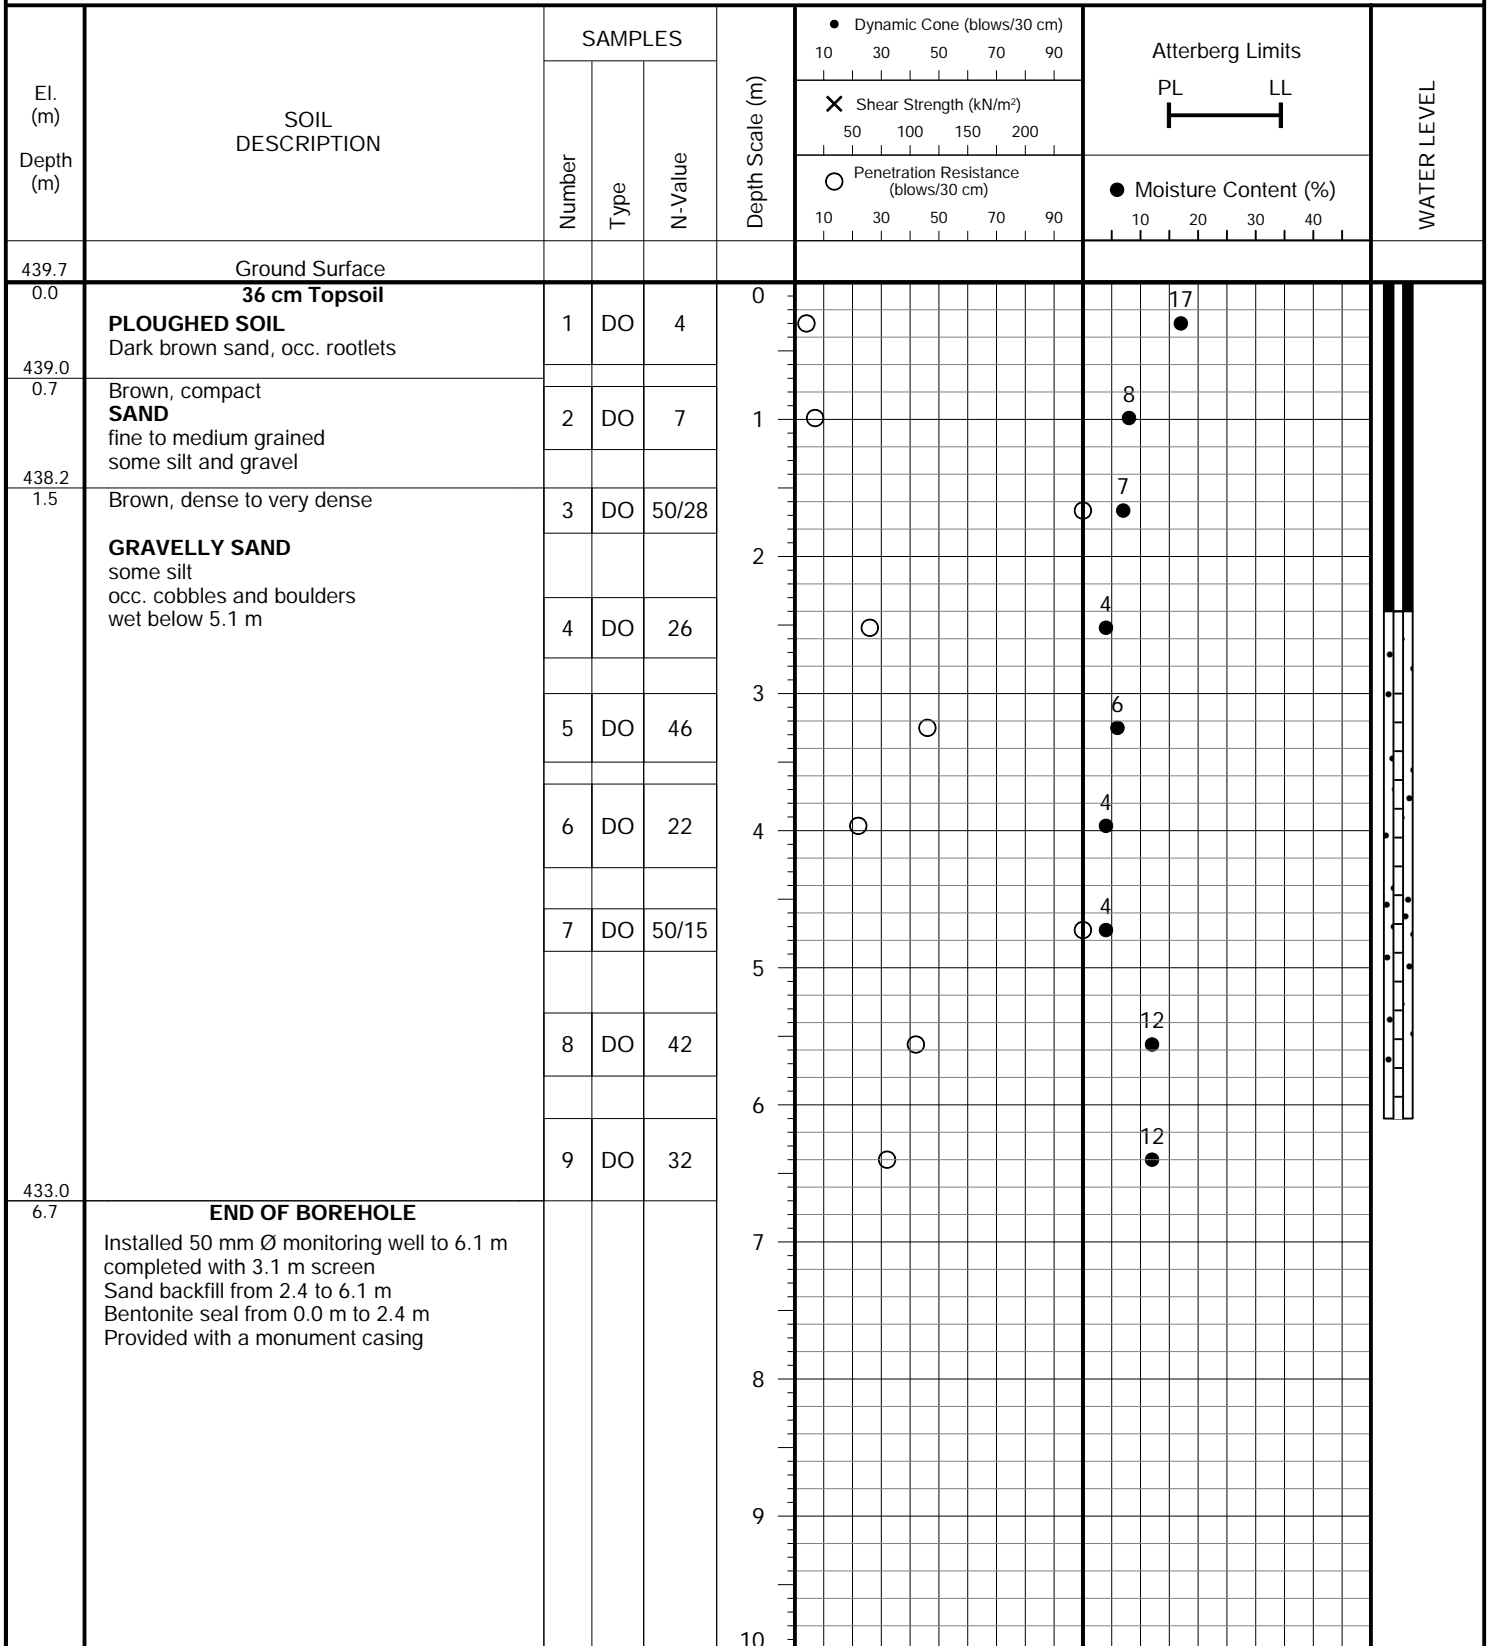 El.
(m)
Depth
(m)
SOIL
DESCRIPTION
SAMPLES
Number
Type
N-Value
Depth Scale (m)
● Dynamic Cone (blows/30 cm)
10 30 50 70 90
✕ Shear Strength (kN/m²)
50 100 150 200
○ Penetration Resistance
(blows/30 cm)
10 30 50 70 90
Atterberg Limits
PL LL
● Moisture Content (%)
10 20 30 40
WATER LEVEL
439.7 Ground Surface
0.0 36 cm Topsoil
PLOUGHED SOIL
Dark brown sand, occ. rootlets
1 DO 4
0
17
439.0
0.7 Brown, compact
SAND
fine to medium grained
some silt and gravel
2 DO 7
1
8
438.2
1.5 Brown, dense to very dense
3 DO 50/28
7
GRAVELLY SAND
some silt
occ. cobbles and boulders
wet below 5.1 m
2
4 DO 26
4
3
5 DO 46
6
6 DO 22
4
4
7 DO 50/15
4
5
8 DO 42
12
6
9 DO 32
12
433.0
6.7 END OF BOREHOLE
Installed 50 mm Ø monitoring well to 6.1 m
completed with 3.1 m screen
Sand backfill from 2.4 to 6.1 m
Bentonite seal from 0.0 m to 2.4 m
Provided with a monument casing
7
8
9
10